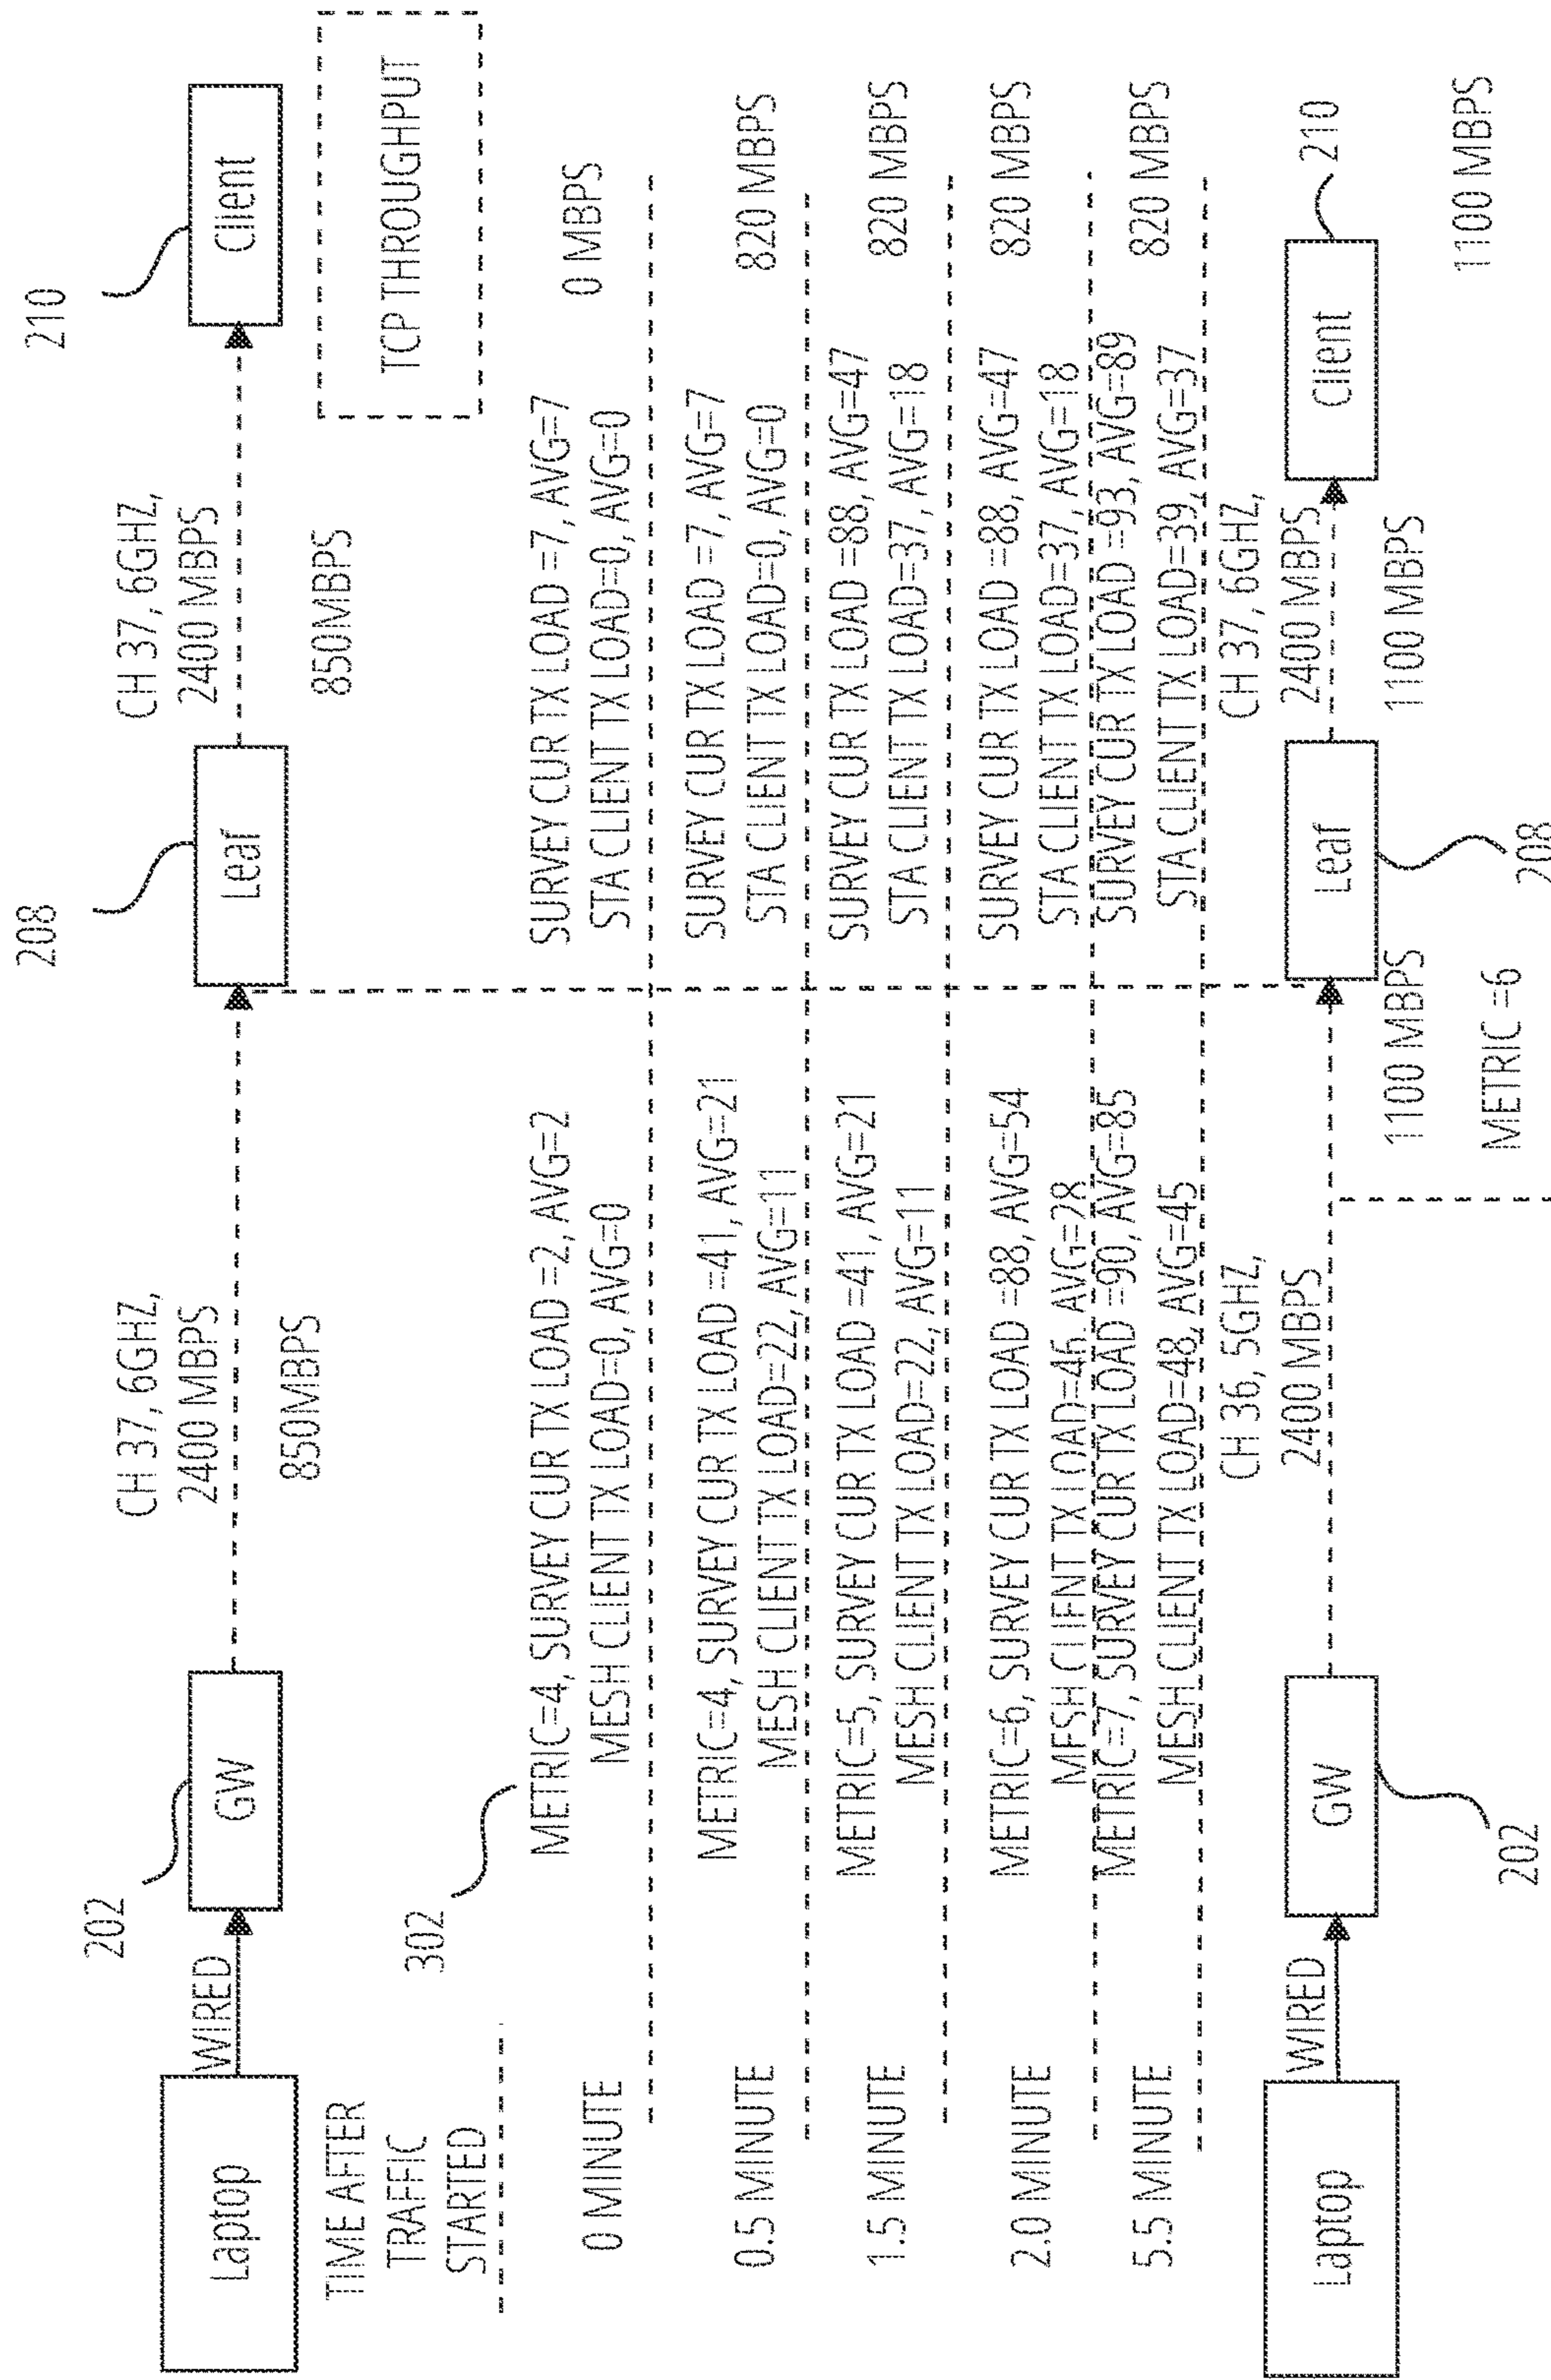 210
208
202
WIRED
Laptop
GW
Leaf
Client
CH 37, 6GHZ,
2400 MBPS
850MBPS
CH 37, 6GHZ,
2400 MBPS
850MBPS
TIME AFTER
TRAFFIC
STARTED
302
TCP THROUGHPUT
0 MINUTE
METRIC=4, SURVEY CUR TX LOAD =2, AVG=2
MESH CLIENT TX LOAD=0, AVG=0
SURVEY CUR TX LOAD =7, AVG=7
STA CLIENT TX LOAD=0, AVG=0
0 MBPS
0.5 MINUTE
METRIC=4, SURVEY CUR TX LOAD =41, AVG=21
MESH CLIENT TX LOAD=22, AVG=11
SURVEY CUR TX LOAD =7, AVG=7
STA CLIENT TX LOAD=0, AVG=0
820 MBPS
1.5 MINUTE
METRIC=5, SURVEY CUR TX LOAD =41, AVG=21
MESH CLIENT TX LOAD=22, AVG=11
SURVEY CUR TX LOAD =88, AVG=47
STA CLIENT TX LOAD=37, AVG=18
820 MBPS
2.0 MINUTE
METRIC=6, SURVEY CUR TX LOAD =88, AVG=54
MESH CLIENT TX LOAD=46, AVG=28
SURVEY CUR TX LOAD =88, AVG=47
STA CLIENT TX LOAD=37, AVG=18
820 MBPS
5.5 MINUTE
METRIC=7, SURVEY CUR TX LOAD =90, AVG=85
MESH CLIENT TX LOAD=48, AVG=45
SURVEY CUR TX LOAD =93, AVG=89
STA CLIENT TX LOAD=39, AVG=37
820 MBPS
CH 36, 5GHZ,
2400 MBPS
CH 37, 6GHZ,
2400 MBPS
Laptop
WIRED
GW
Leaf
Client
210
1100 MBPS
1100 MBPS
1100 MBPS
METRIC =6
202
208